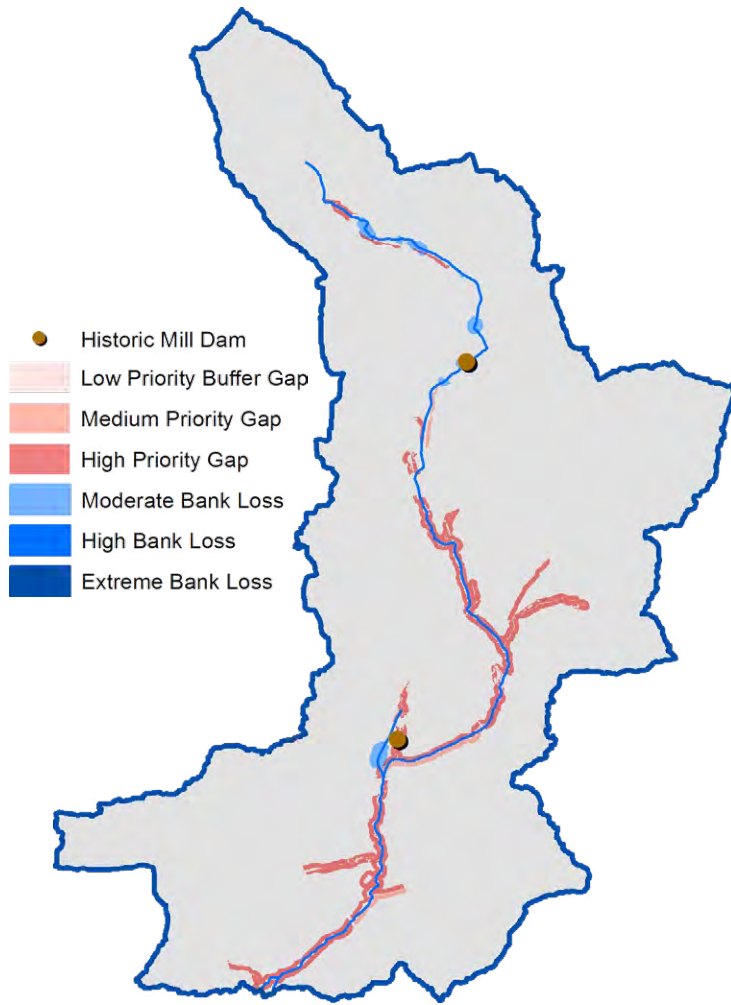 Historic Mill Dam
Low Priority Buffer Gap
Medium Priority Gap
High Priority Gap
Moderate Bank Loss
High Bank Loss
Extreme Bank Loss